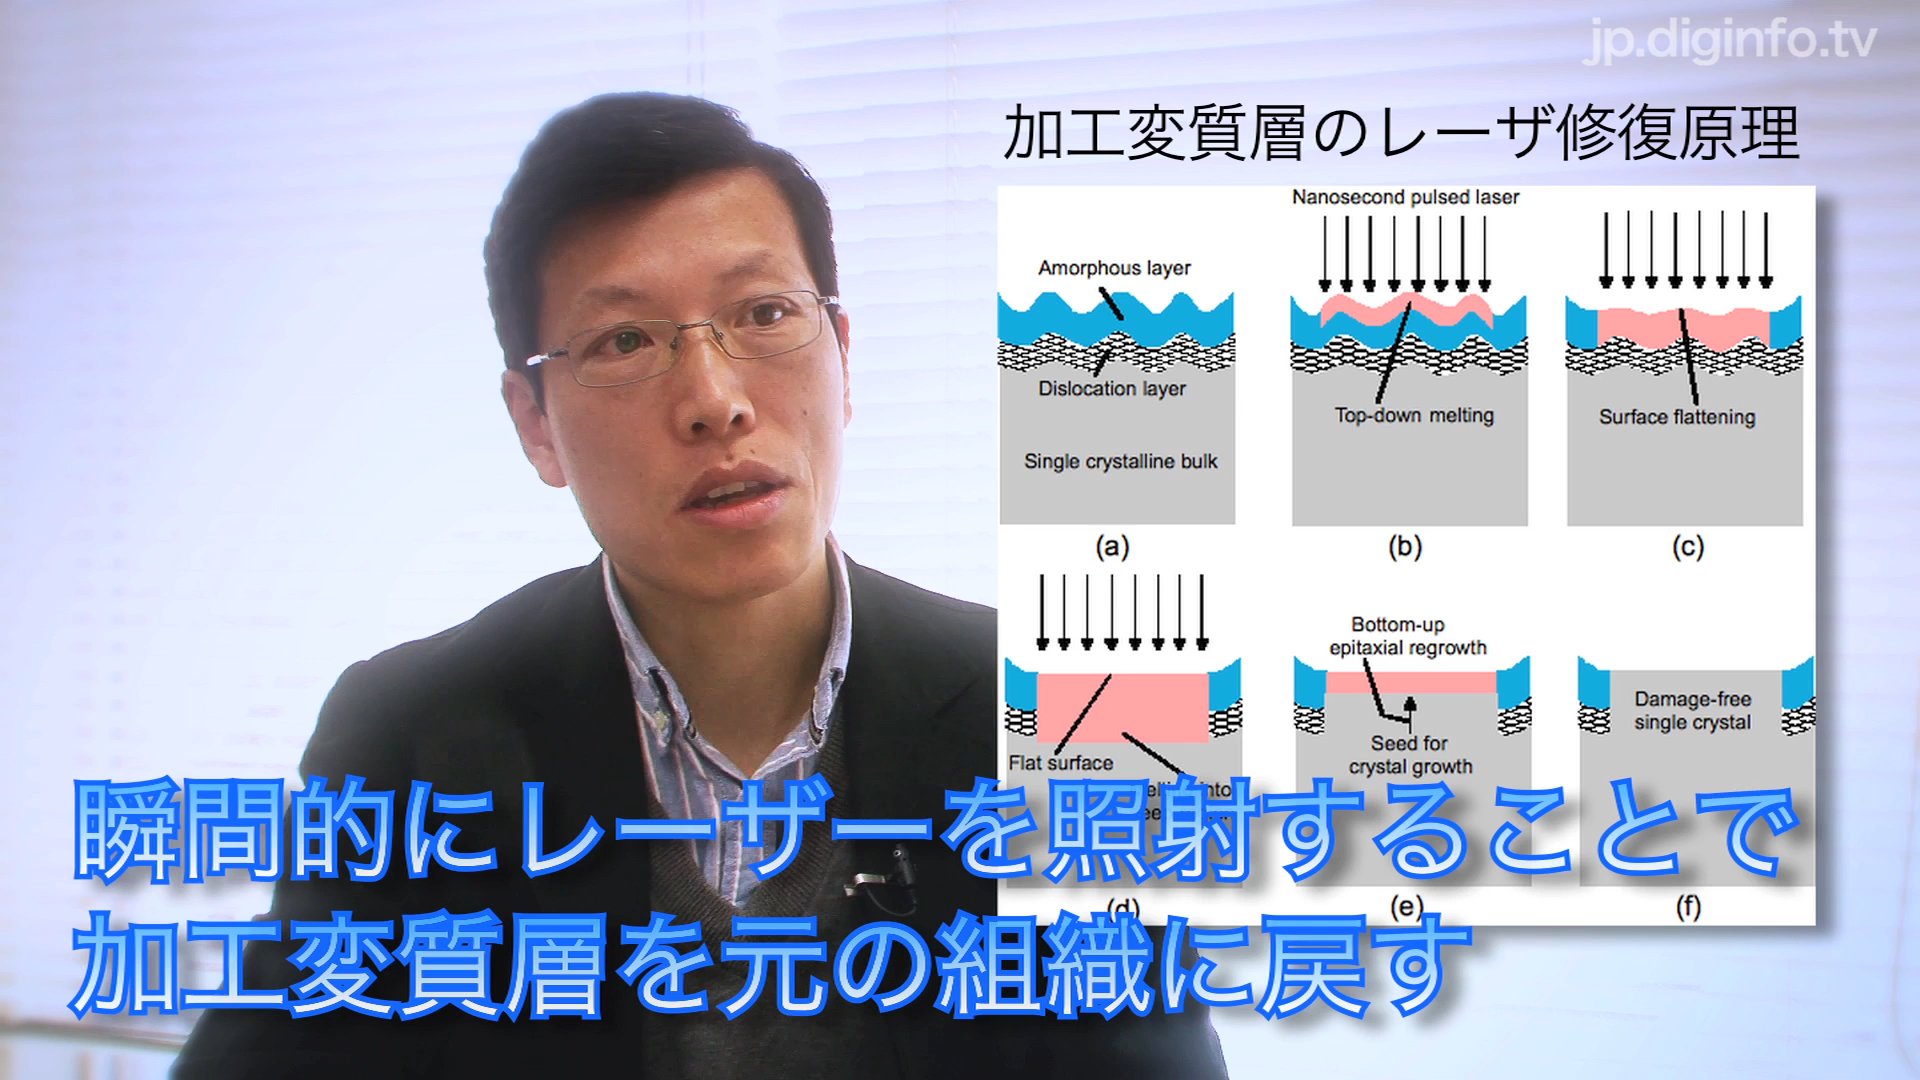 jp.diginfo.tv
加工変質層のレーザ修復原理
Nanosecond pulsed laser
Amorphous layer
Dislocation layer
Single crystalline bulk
(a)
Top-down melting
(b)
Surface flattening
(c)
Flat surface
into
(d)
Bottom-up
epitaxial regrowth
Seed for
crystal growth
(e)
Damage-free
single crystal
(f)
瞬間的にレーザーを照射することで
加工変質層を元の組織に戻す